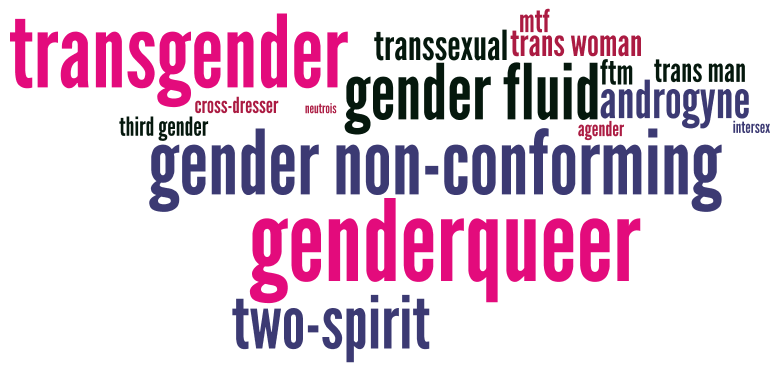 transgender
mtf
transsexual
trans woman
gender fluid
ftm
trans man
cross-dresser
neutrois
androgyne
third gender
agender
intersex
gender non-conforming
genderqueer
two-spirit